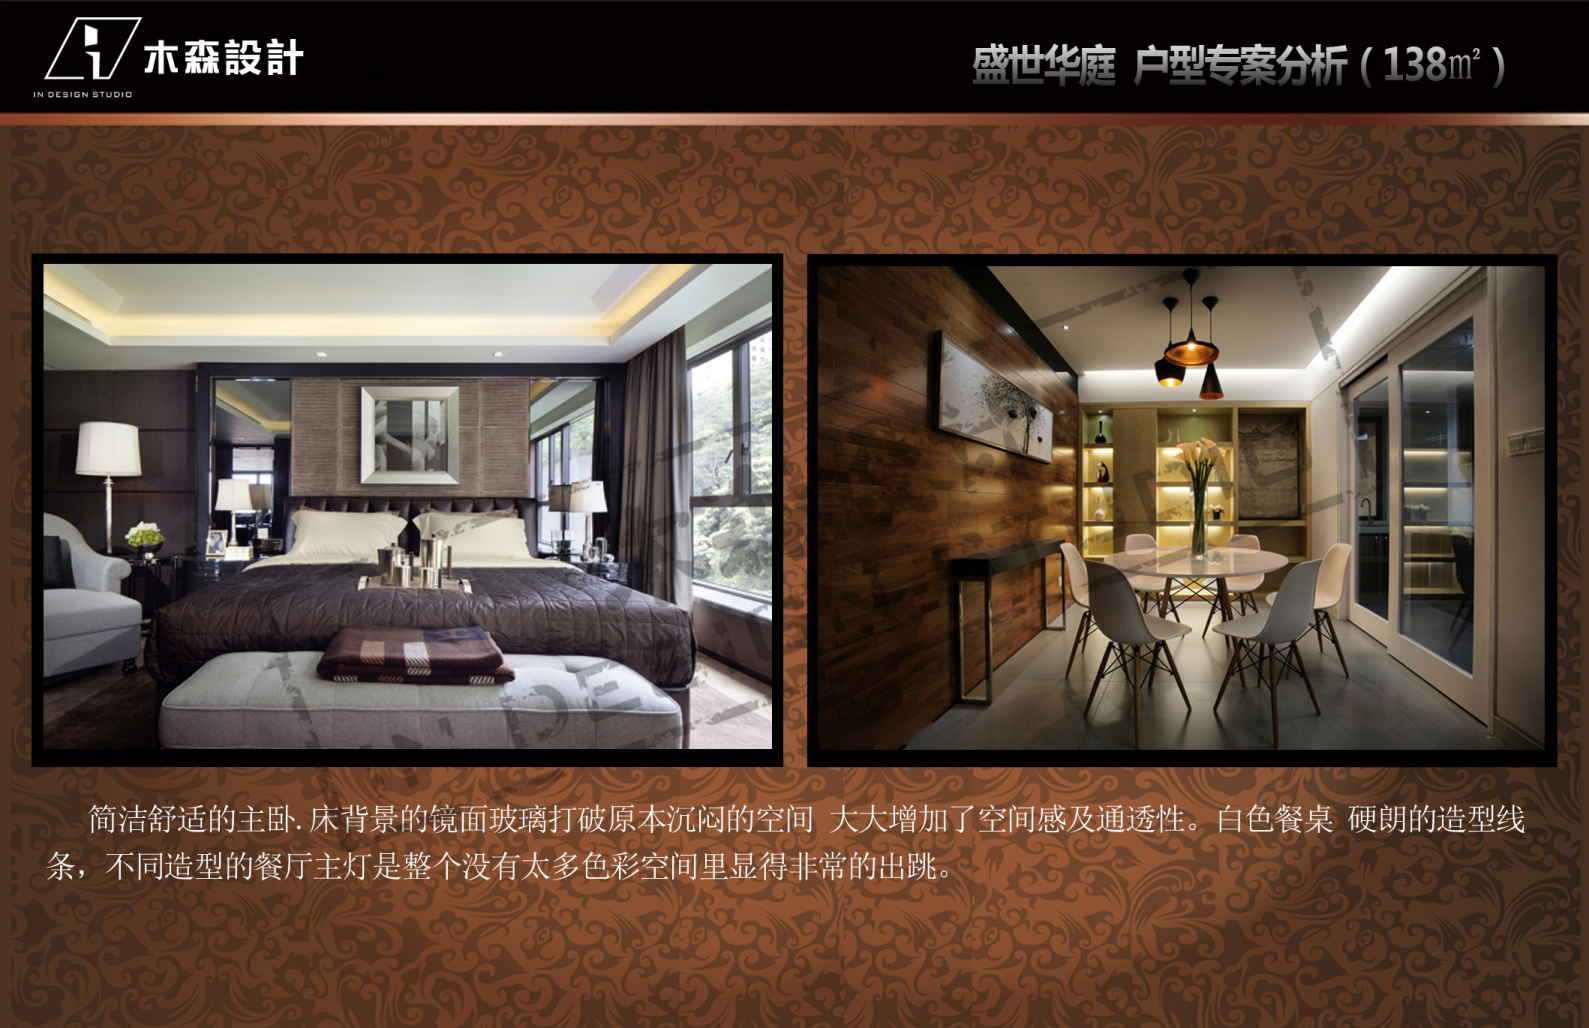 木森設計
IN DESIGN STUDIO
盛世华庭 户型专案分析（138㎡）
简洁舒适的主卧.床背景的镜面玻璃打破原本沉闷的空间 大大增加了空间感及通透性。白色餐桌 硬朗的造型线
条，不同造型的餐厅主灯是整个没有太多色彩空间里显得非常的出跳。